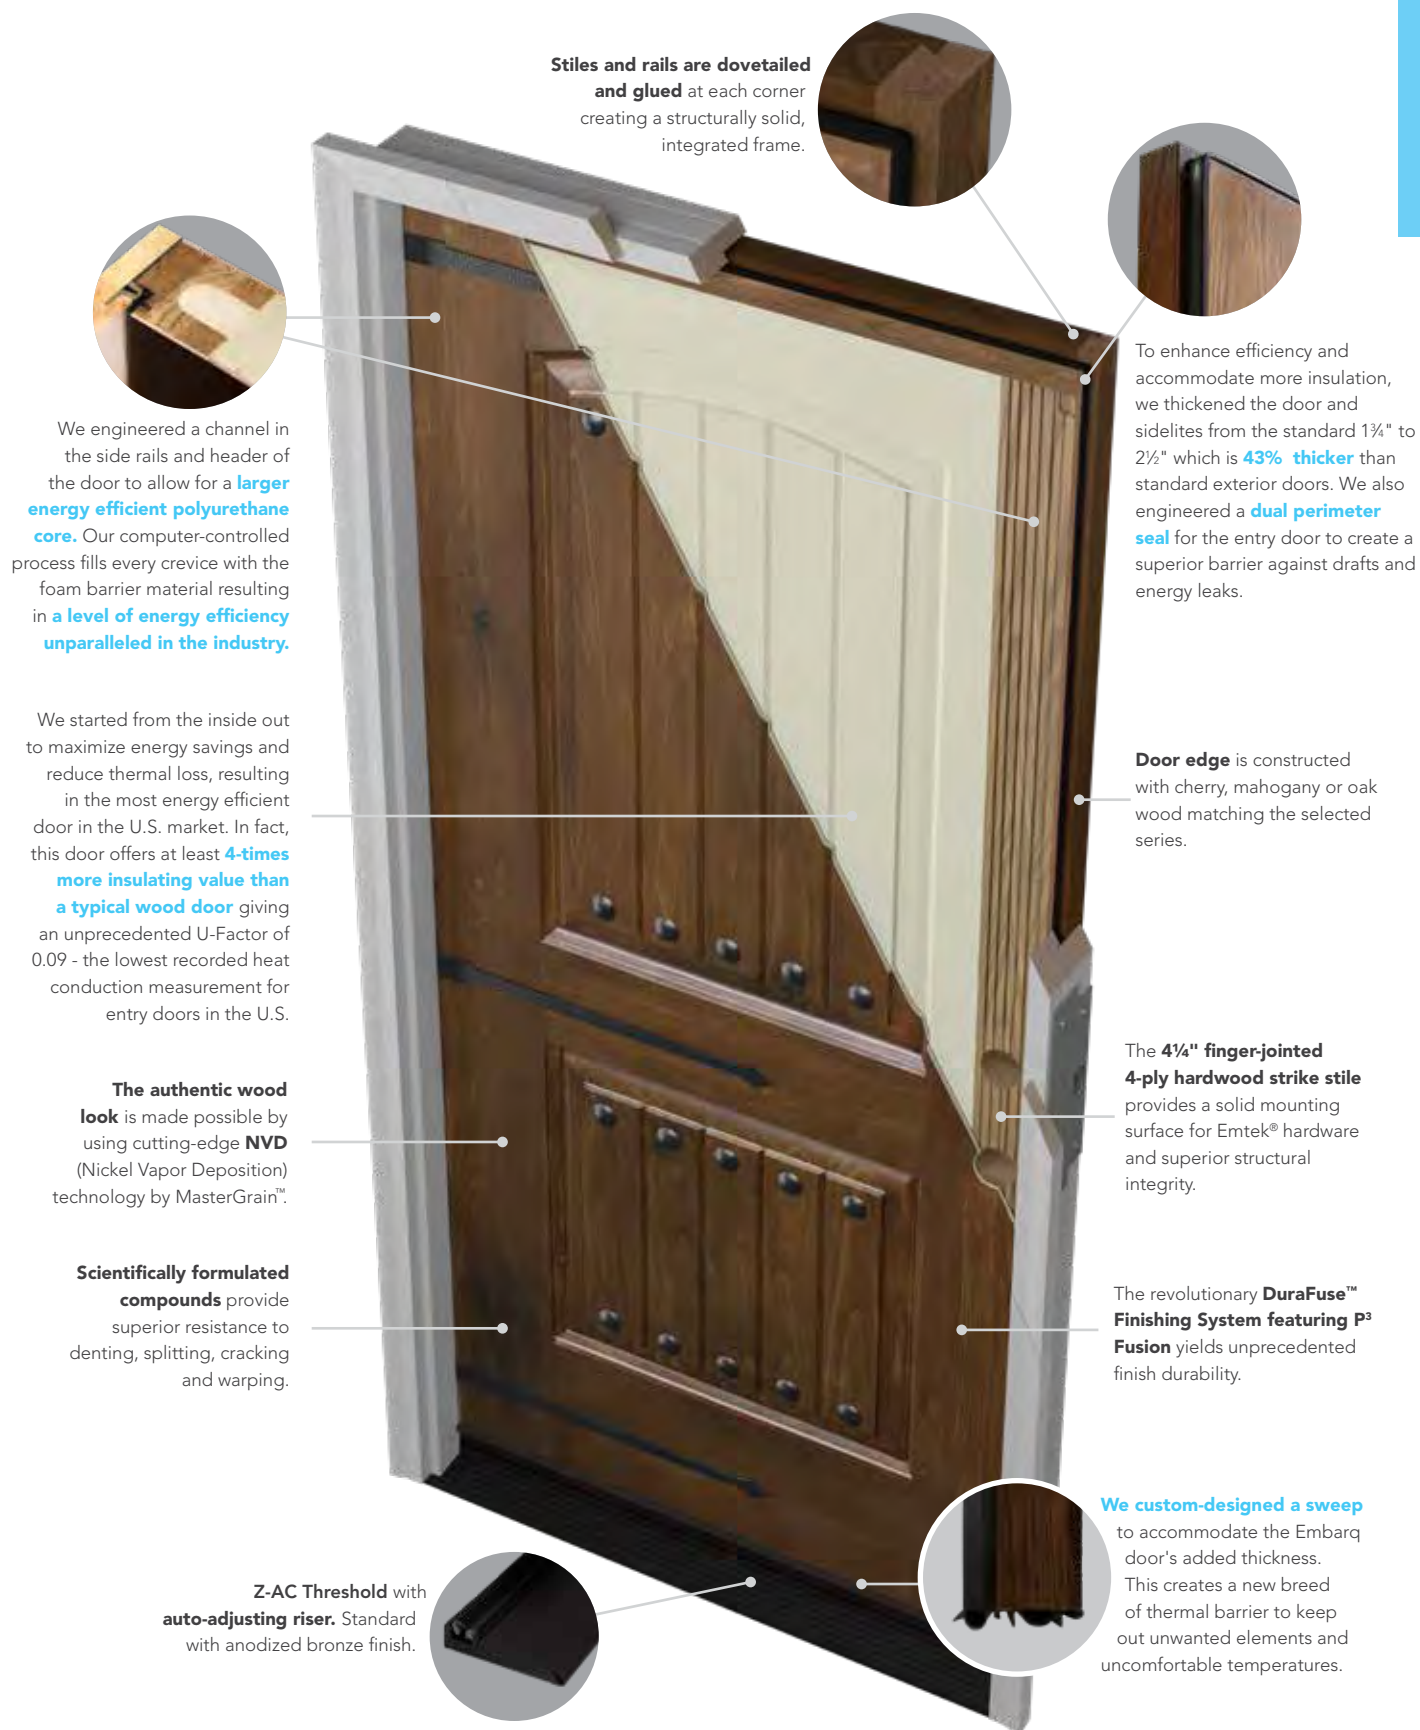 Stiles and rails are dovetailed
and glued at each corner
creating a structurally solid,
integrated frame.
We engineered a channel in
the side rails and header of
the door to allow for a larger
energy efficient polyurethane
core. Our computer-controlled
process fills every crevice with the
foam barrier material resulting
in a level of energy efficiency
unparalleled in the industry.
To enhance efficiency and
accommodate more insulation,
we thickened the door and
sidelites from the standard 1¾" to
2½" which is 43% thicker than
standard exterior doors. We also
engineered a dual perimeter
seal for the entry door to create a
superior barrier against drafts and
energy leaks.
We started from the inside out
to maximize energy savings and
reduce thermal loss, resulting
in the most energy efficient
door in the U.S. market. In fact,
this door offers at least 4-times
more insulating value than
a typical wood door giving
an unprecedented U-Factor of
0.09 - the lowest recorded heat
conduction measurement for
entry doors in the U.S.
Door edge is constructed
with cherry, mahogany or oak
wood matching the selected
series.
The authentic wood
look is made possible by
using cutting-edge NVD
(Nickel Vapor Deposition)
technology by MasterGrain™.
The 4¼" finger-jointed
4-ply hardwood strike stile
provides a solid mounting
surface for Emtek® hardware
and superior structural
integrity.
Scientifically formulated
compounds provide
superior resistance to
denting, splitting, cracking
and warping.
The revolutionary DuraFuse™
Finishing System featuring P³
Fusion yields unprecedented
finish durability.
Z-AC Threshold with
auto-adjusting riser. Standard
with anodized bronze finish.
We custom-designed a sweep
to accommodate the Embarq
door's added thickness.
This creates a new breed
of thermal barrier to keep
out unwanted elements and
uncomfortable temperatures.